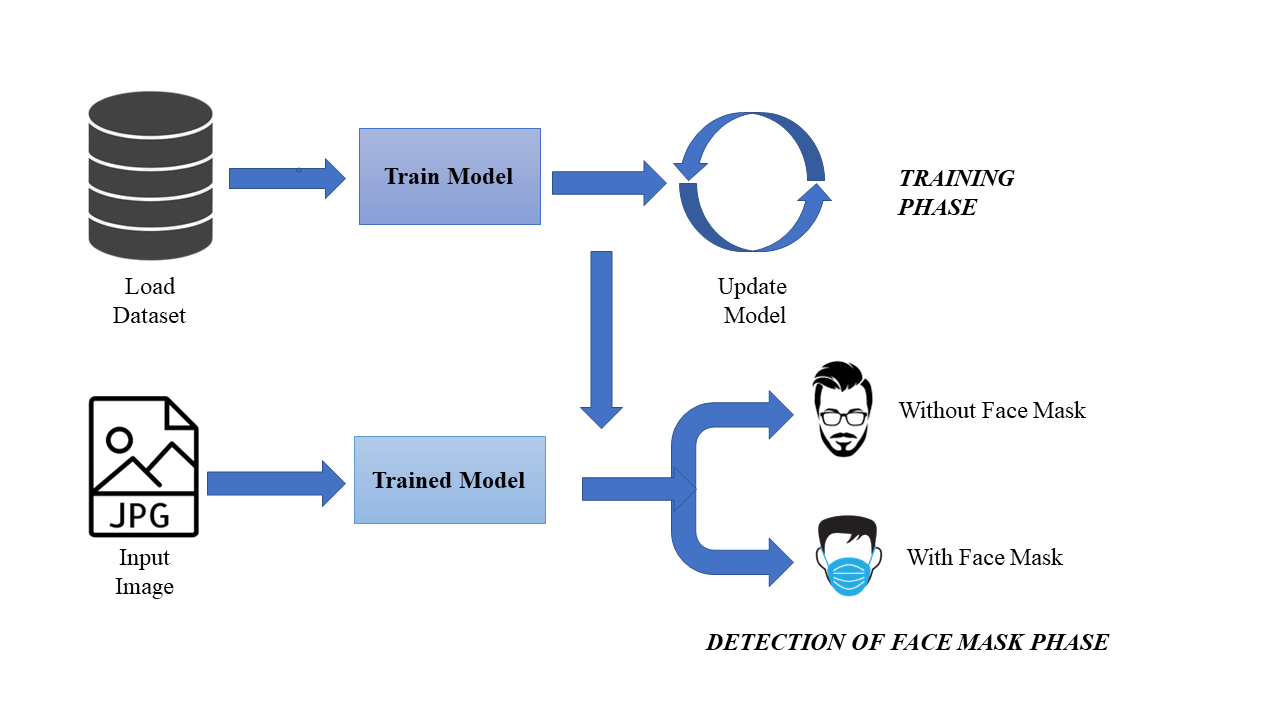 Train Model
TRAINING
PHASE
Load
Dataset
Update
Model
Without Face Mask
Trained Model
JPG
Input
Image
With Face Mask
DETECTION OF FACE MASK PHASE